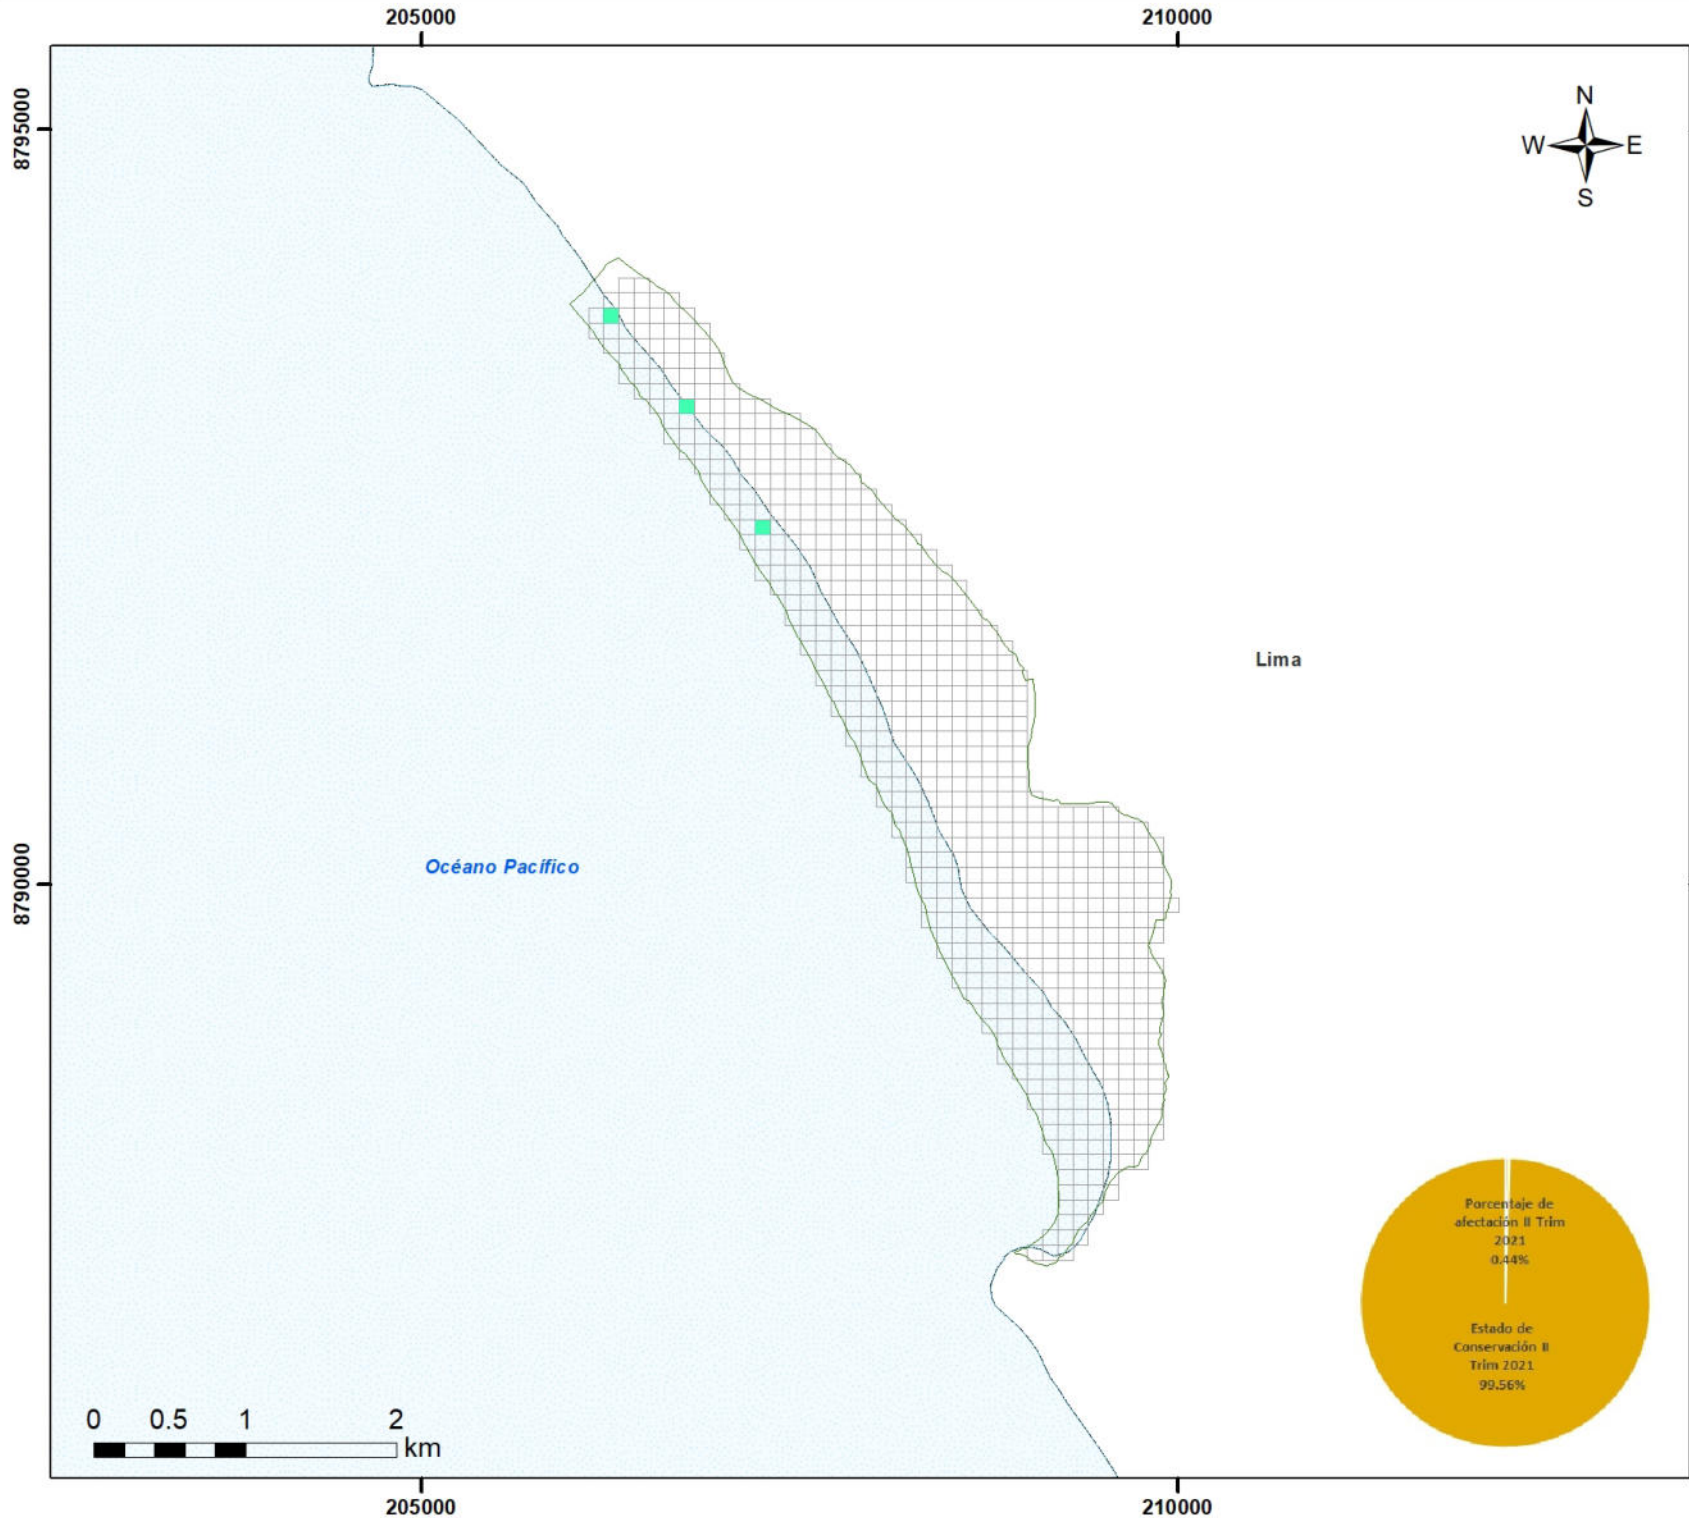 205000
210000
8795000
N
W E
S
Lima
Océano Pacífico
8790000
Porcentaje de
afectación II Trim
2021
0.44%
Estado de
Conservación II
Trim 2021
99.56%
0 0.5 1 2
km
205000
210000